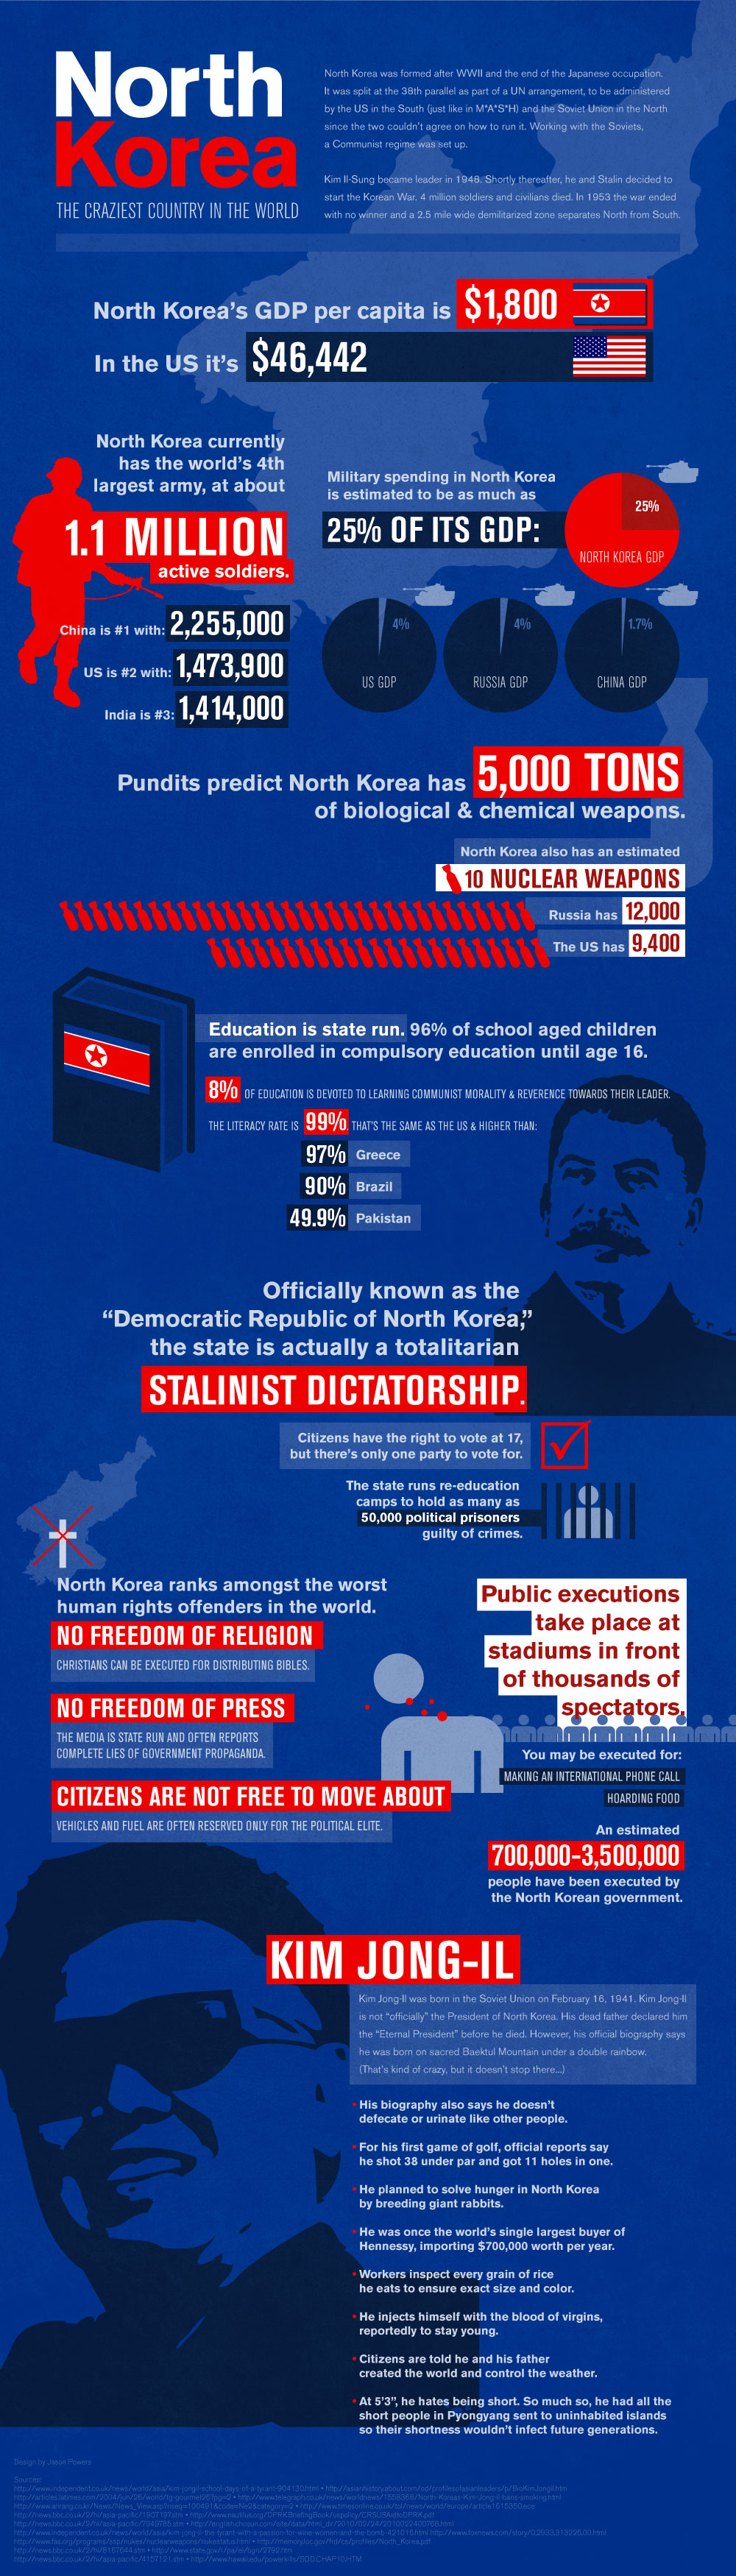 North
Korea
THE CRAZIEST COUNTRY IN THE WORLD
North Korea was formed after WWII and the end of the Japanese occupation.
It was split at the 38th parallel as part of a UN arrangement, to be administered
by the US in the South (just like in M*A*S*H) and the Soviet Union in the North
since the two couldn't agree on how to run it. Working with the Soviets,
a Communist regime was set up.
Kim Il-Sung became leader in 1948. Shortly thereafter, he and Stalin decided to
start the Korean War. 4 million soldiers and civilians died. In 1953 the war ended
with no winner and a 2.5 mile wide demilitarized zone separates North from South.
North Korea's GDP per capita is $1,800
In the US it's $46,442
North Korea currently
has the world's 4th
largest army, at about
1.1 MILLION
active soldiers.
China is #1 with: 2,255,000
US is #2 with: 1,473,900
India is #3: 1,414,000
Military spending in North Korea
is estimated to be as much as
25% OF ITS GDP:
25%
NORTH KOREA GDP
4%
US GDP
4%
RUSSIA GDP
1.7%
CHINA GDP
Pundits predict North Korea has 5,000 TONS
of biological & chemical weapons.
North Korea also has an estimated
10 NUCLEAR WEAPONS
Russia has 12,000
The US has 9,400
Education is state run. 96% of school aged children
are enrolled in compulsory education until age 16.
8% OF EDUCATION IS DEVOTED TO LEARNING COMMUNIST MORALITY & REVERENCE TOWARDS THEIR LEADER.
THE LITERACY RATE IS 99% THAT'S THE SAME AS THE US & HIGHER THAN:
97% Greece
90% Brazil
49.9% Pakistan
Officially known as the
"Democratic Republic of North Korea,"
the state is actually a totalitarian
STALINIST DICTATORSHIP.
Citizens have the right to vote at 17,
but there's only one party to vote for.
The state runs re-education
camps to hold as many as
50,000 political prisoners
guilty of crimes.
North Korea ranks amongst the worst
human rights offenders in the world.
NO FREEDOM OF RELIGION
CHRISTIANS CAN BE EXECUTED FOR DISTRIBUTING BIBLES.
NO FREEDOM OF PRESS
THE MEDIA IS STATE RUN AND OFTEN REPORTS
COMPLETE LIES OF GOVERNMENT PROPAGANDA.
CITIZENS ARE NOT FREE TO MOVE ABOUT
VEHICLES AND FUEL ARE OFTEN RESERVED ONLY FOR THE POLITICAL ELITE.
Public executions
take place at
stadiums in front
of thousands of
spectators.
You may be executed for:
MAKING AN INTERNATIONAL PHONE CALL
HOARDING FOOD
An estimated
700,000-3,500,000
people have been executed by
the North Korean government.
KIM JONG-IL
Kim Jong-Il was born in the Soviet Union on February 16, 1941. Kim Jong-Il
is not "officially" the President of North Korea. His dead father declared him
the "Eternal President" before he died. However, his official biography says
he was born on sacred Baektul Mountain under a double rainbow.
(That's kind of crazy, but it doesn't stop there...)
• His biography also says he doesn't
defecate or urinate like other people.
• For his first game of golf, official reports say
he shot 38 under par and got 11 holes in one.
• He planned to solve hunger in North Korea
by breeding giant rabbits.
• He was once the world's single largest buyer of
Hennessy, importing $700,000 worth per year.
• Workers inspect every grain of rice
he eats to ensure exact size and color.
• He injects himself with the blood of virgins,
reportedly to stay young.
• Citizens are told he and his father
created the world and control the weather.
• At 5'3", he hates being short. So much so, he had all the
short people in Pyongyang sent to uninhabited islands
so their shortness wouldn't infect future generations.
Design by Jason Powers
Sources: